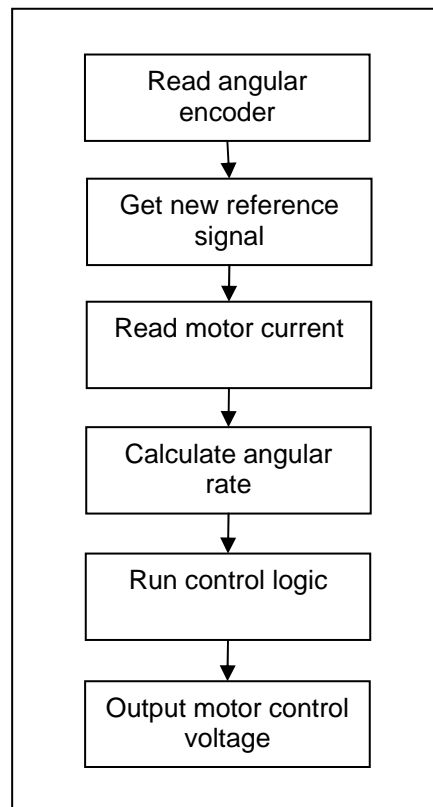 Read angular
encoder
Get new reference
signal
Read motor current
Calculate angular
rate
Run control logic
Output motor control
voltage